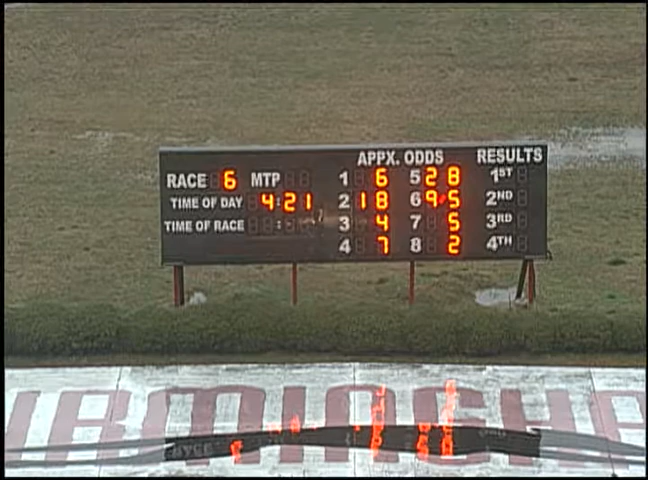 APPX. ODDS RESULTS
RACE 6 MTP 1 6 5 28 1ST
TIME OF DAY 4:21 2 18 6 9-5 2ND
TIME OF RACE 3 4 7 5 3RD
4 7 8 2 4TH
IRMINGHA